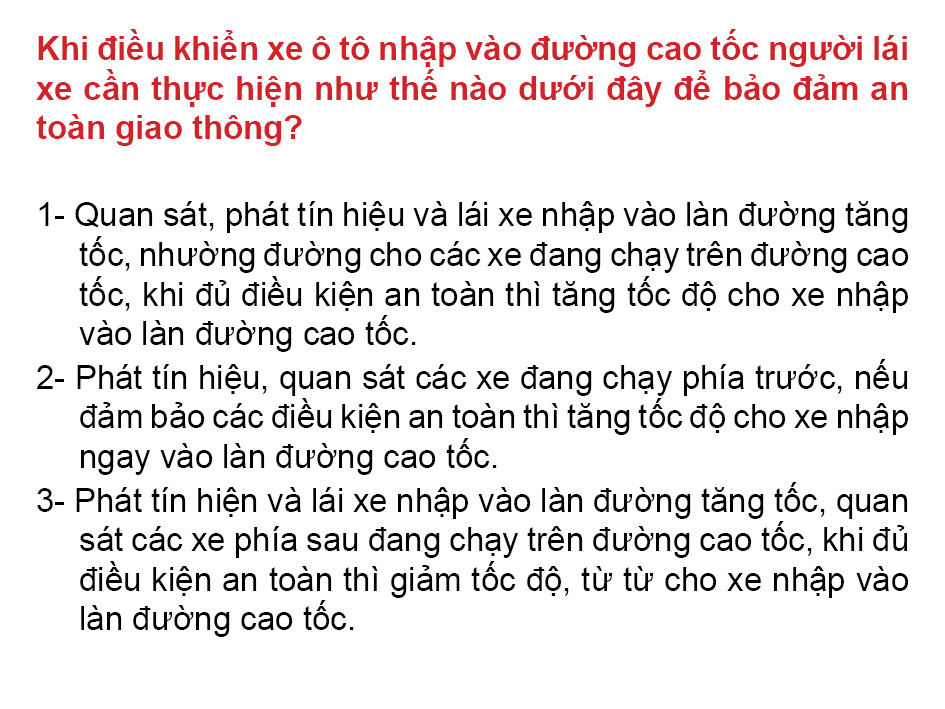 Khi điều khiển xe ô tô nhập vào đường cao tốc người lái
xe cần thực hiện như thế nào dưới đây để bảo đảm an
toàn giao thông?
1- Quan sát, phát tín hiệu và lái xe nhập vào làn đường tăng
tốc, nhường đường cho các xe đang chạy trên đường cao
tốc, khi đủ điều kiện an toàn thì tăng tốc độ cho xe nhập
vào làn đường cao tốc.
2- Phát tín hiệu, quan sát các xe đang chạy phía trước, nếu
đảm bảo các điều kiện an toàn thì tăng tốc độ cho xe nhập
ngay vào làn đường cao tốc.
3- Phát tín hiện và lái xe nhập vào làn đường tăng tốc, quan
sát các xe phía sau đang chạy trên đường cao tốc, khi đủ
điều kiện an toàn thì giảm tốc độ, từ từ cho xe nhập vào
làn đường cao tốc.